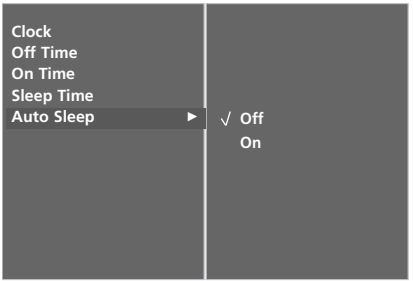 Clock
Off Time
On Time
Sleep Time
Auto Sleep ►
√ Off
On